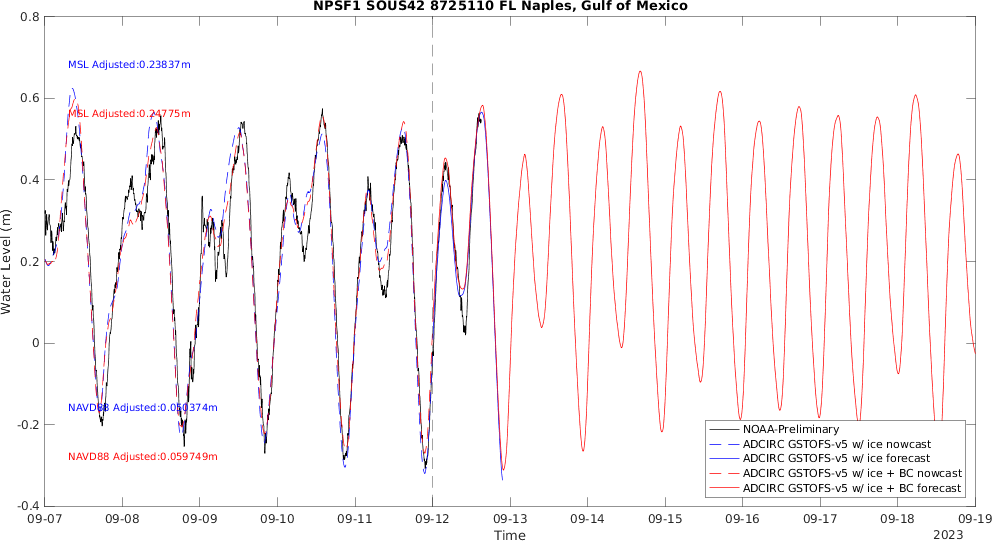 NPSF1 SOUS42 8725110 FL Naples, Gulf of Mexico
0.8
0.6
0.4
0.2
0
-0.2
-0.4
Water Level (m)
MSL Adjusted:0.23837m
MSL Adjusted:0.24775m
NAVD88 Adjusted:0.050374m
NAVD88 Adjusted:0.059749m
NOAA-Preliminary
ADCIRC GSTOFS-v5 w/ ice nowcast
ADCIRC GSTOFS-v5 w/ ice forecast
ADCIRC GSTOFS-v5 w/ ice + BC nowcast
ADCIRC GSTOFS-v5 w/ ice + BC forecast
09-07 09-08 09-09 09-10 09-11 09-12 09-13 09-14 09-15 09-16 09-17 09-18 09-19
Time
2023